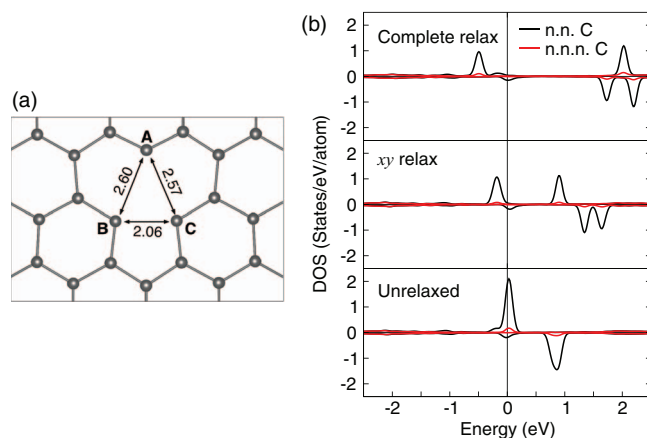 (a)
A
2.60
2.57
B
C
2.06
(b)
DOS (States/eV/atom)
Complete relax
n.n. C
n.n.n. C
2
1
0
-1
-2
xy relax
2
1
0
-1
-2
Unrelaxed
2
1
0
-1
-2
-2 -1 0 1 2
Energy (eV)